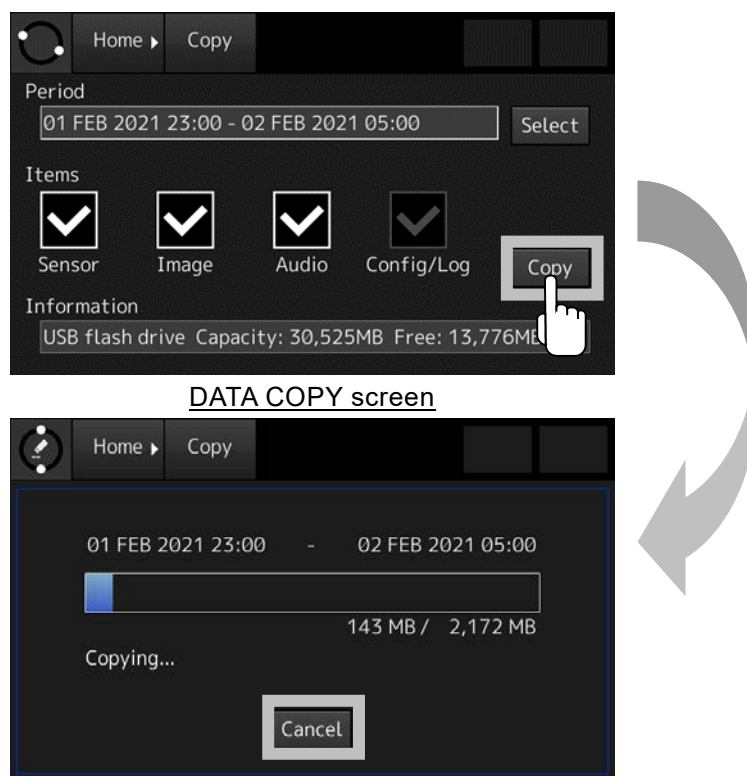 Home ▸ Copy
Period
01 FEB 2021 23:00 - 02 FEB 2021 05:00 Select
Items
Sensor Image Audio Config/Log Copy
Information
USB flash drive Capacity: 30,525MB Free: 13,776MB
DATA COPY screen
Home ▸ Copy
01 FEB 2021 23:00 - 02 FEB 2021 05:00
143 MB / 2,172 MB
Copying...
Cancel